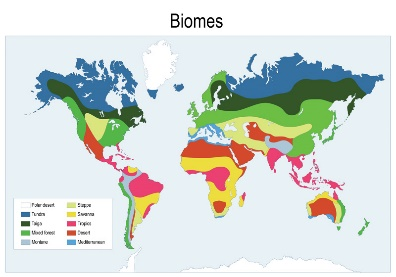 Biomes
Polar desert
Tundra
Taiga
Mixed forest
Montane
Steppe
Savanna
Tropics
Desert
Mediterranean